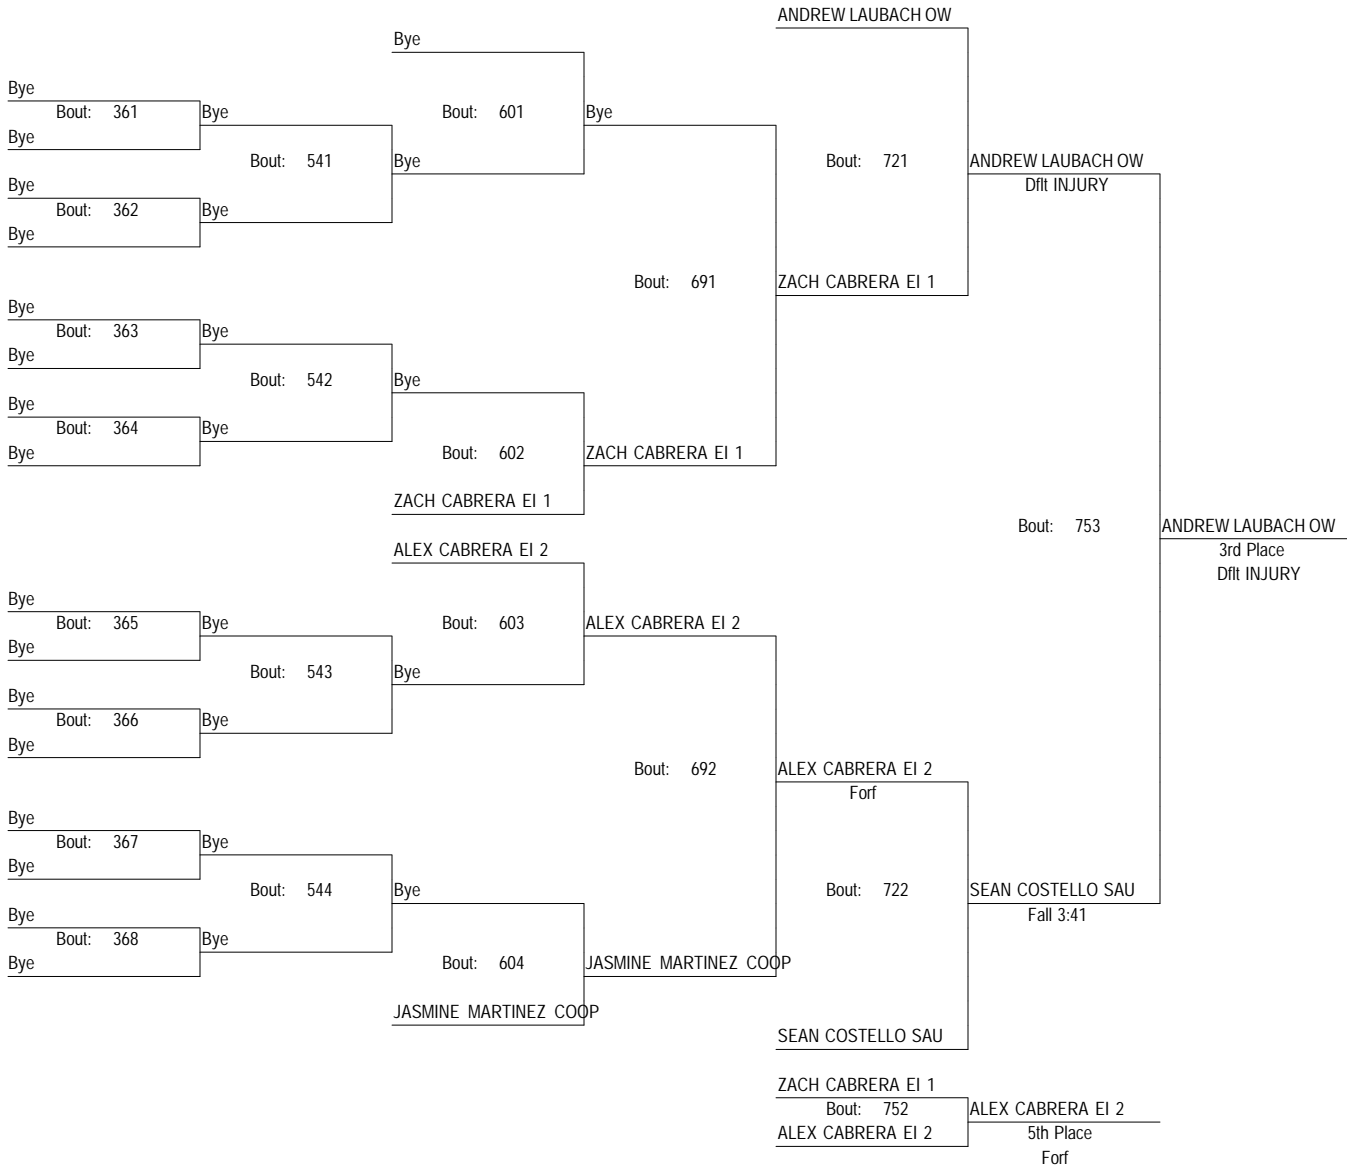 ANDREW LAUBACH OW
Bye
Bye
Bout: 361 Bye Bout: 601 Bye
Bye
Bout: 541 Bye Bout: 721 ANDREW LAUBACH OW
Bye Dflt INJURY
Bout: 362 Bye
Bye
Bout: 691 ZACH CABRERA EI 1
Bye
Bout: 363 Bye
Bye
Bout: 542 Bye
Bye
Bout: 364 Bye
Bye Bout: 602 ZACH CABRERA EI 1
ZACH CABRERA EI 1
Bout: 753 ANDREW LAUBACH OW
ALEX CABRERA EI 2 3rd Place
Dflt INJURY
Bye
Bout: 365 Bye Bout: 603 ALEX CABRERA EI 2
Bye
Bout: 543 Bye
Bye
Bout: 366 Bye
Bye
Bout: 692 ALEX CABRERA EI 2
Forf
Bye
Bout: 367 Bye
Bye
Bout: 544 Bye Bout: 722 SEAN COSTELLO SAU
Bye Fall 3:41
Bout: 368 Bye
Bye Bout: 604 JASMINE MARTINEZ COOP
JASMINE MARTINEZ COOP
SEAN COSTELLO SAU
ZACH CABRERA EI 1
Bout: 752 ALEX CABRERA EI 2
ALEX CABRERA EI 2 5th Place
Forf